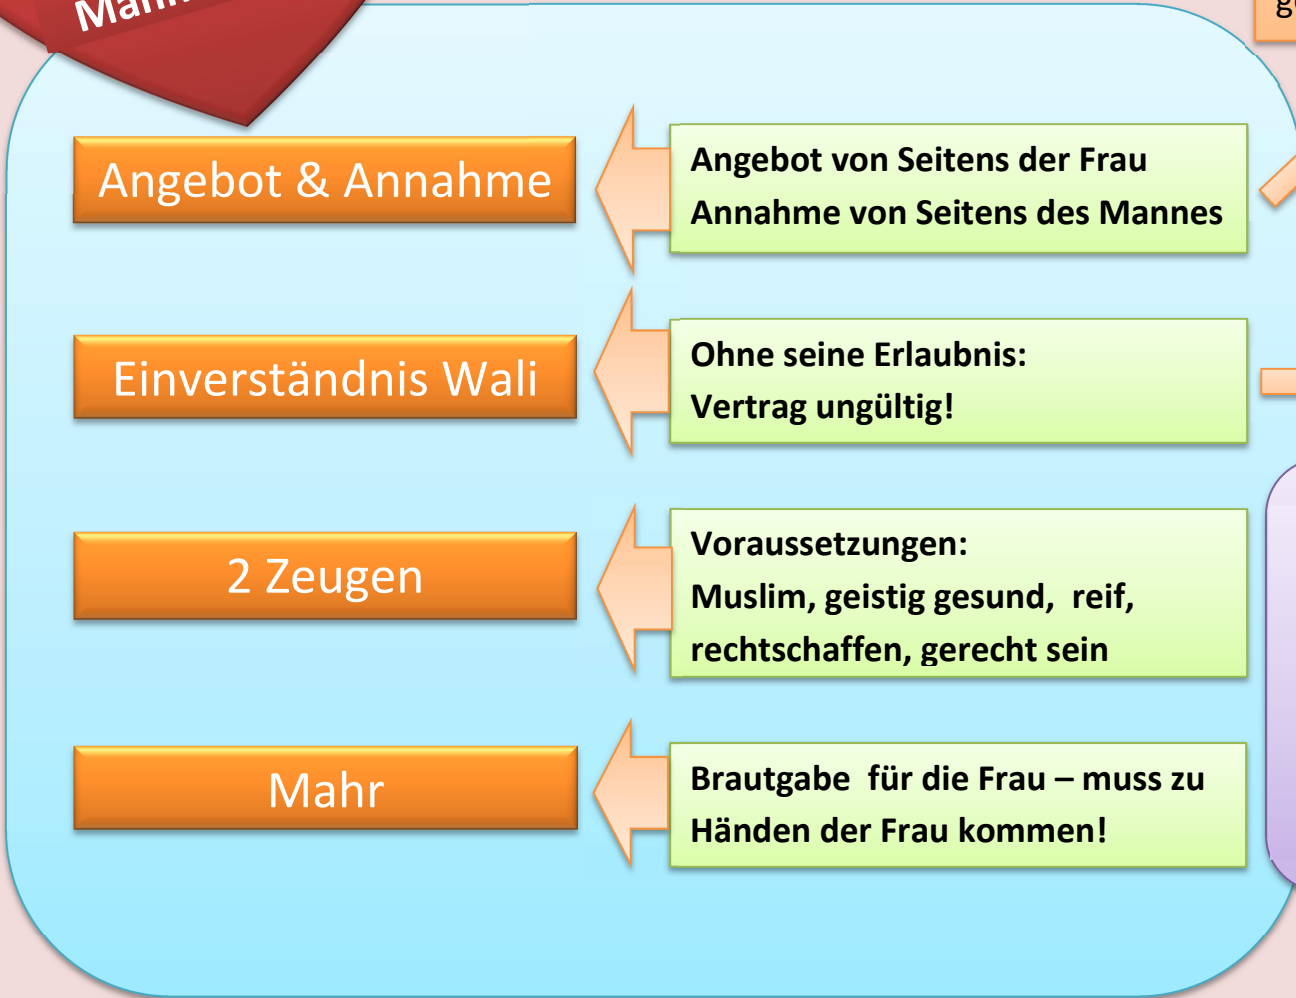 Angebot & Annahme
Angebot von Seitens der Frau
Annahme von Seitens des Mannes
Einverständnis Wali
Ohne seine Erlaubnis:
Vertrag ungültig!
2 Zeugen
Voraussetzungen:
Muslim, geistig gesund, reif,
rechtschaffen, gerecht sein
Mahr
Brautgabe für die Frau – muss zu
Händen der Frau kommen!